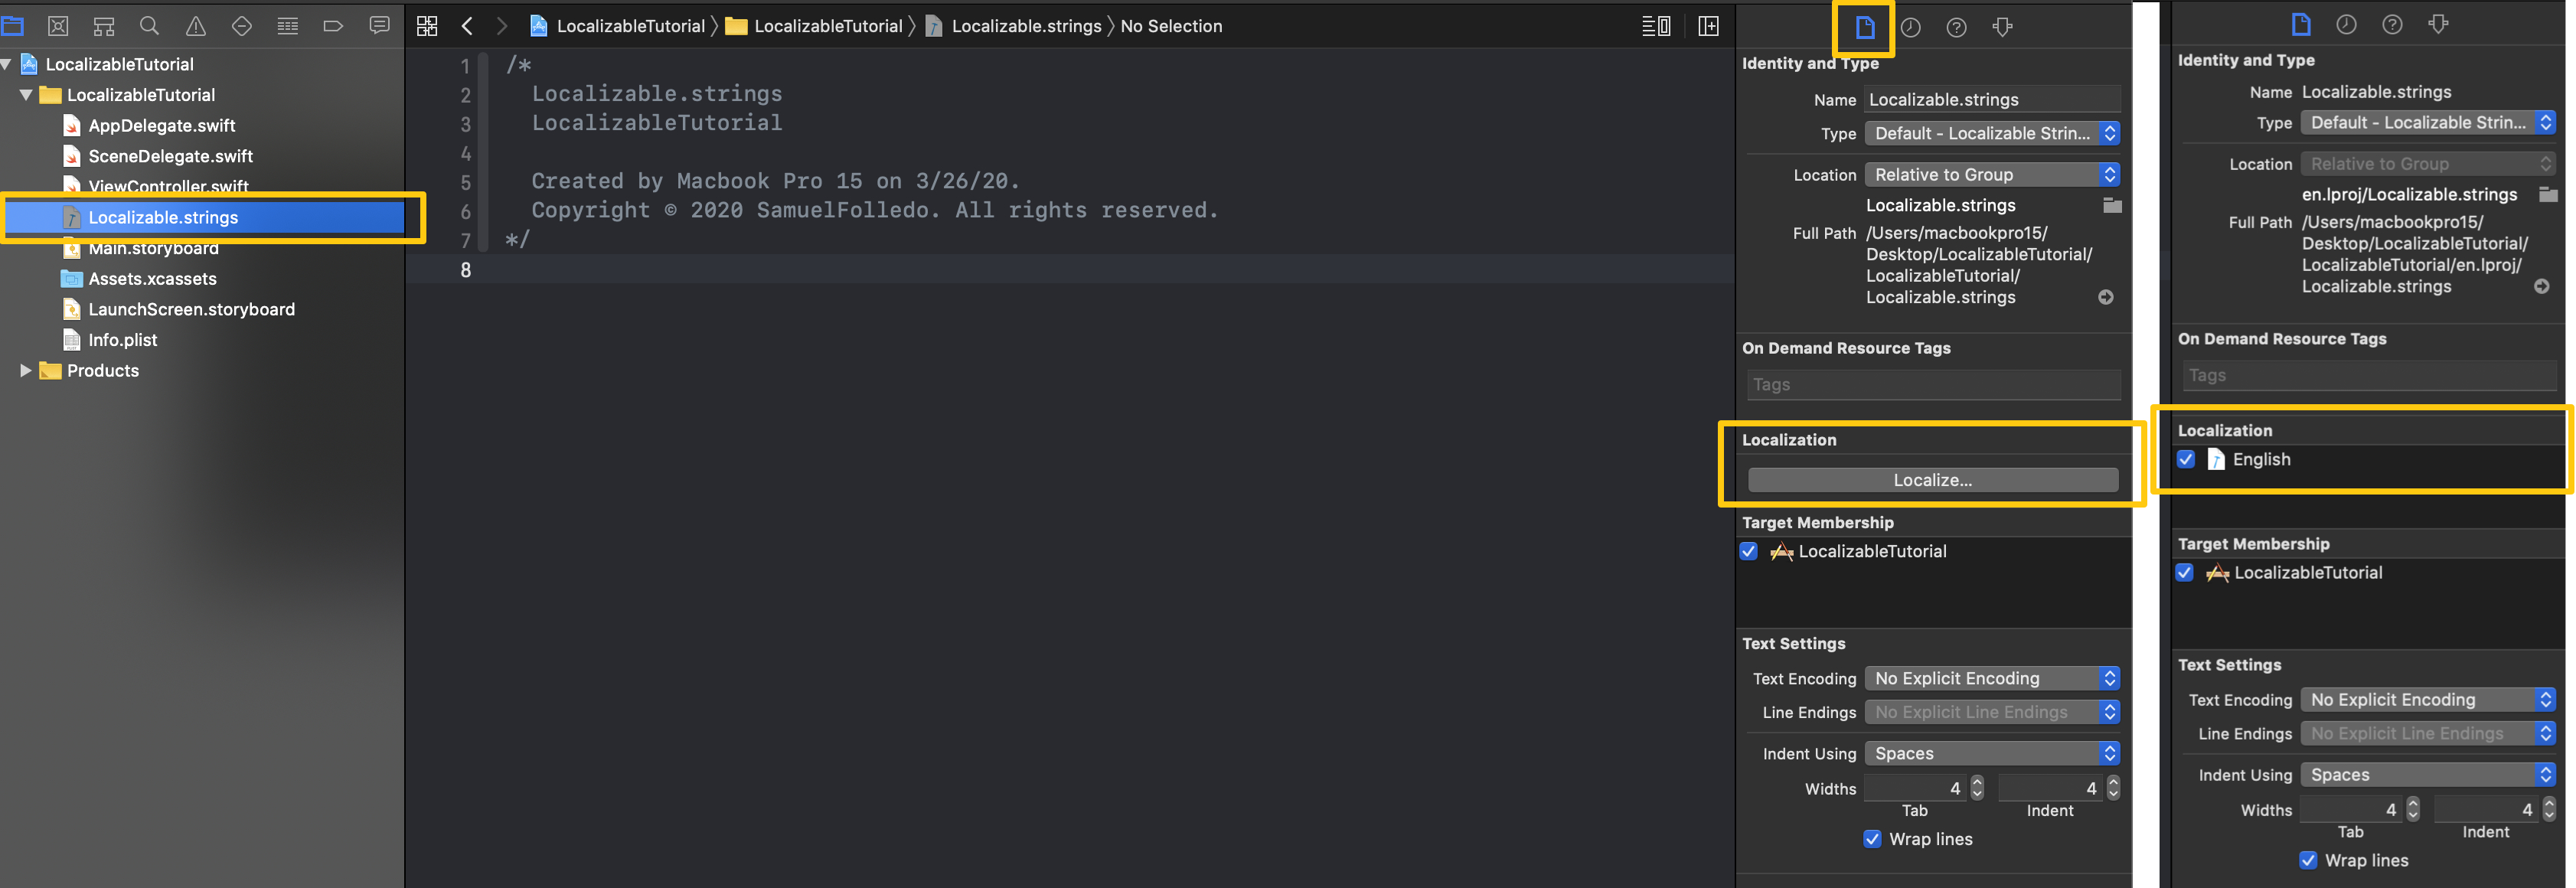 LocalizableTutorial
LocalizableTutorial
AppDelegate.swift
SceneDelegate.swift
ViewController.swift
Localizable.strings
Main.storyboard
Assets.xcassets
LaunchScreen.storyboard
Info.plist
Products
LocalizableTutorial LocalizableTutorial Localizable.strings No Selection
1 /*
2 Localizable.strings
3 LocalizableTutorial
4
5 Created by Macbook Pro 15 on 3/26/20.
6 Copyright © 2020 SamuelFolledo. All rights reserved.
7 */
8
Identity and Type
Name Localizable.strings
Type Default - Localizable Strin...
Location Relative to Group
Localizable.strings
Full Path /Users/macbookpro15/
Desktop/LocalizableTutorial/
LocalizableTutorial/
Localizable.strings
On Demand Resource Tags
Tags
Localization
Localize...
Target Membership
LocalizableTutorial
Text Settings
Text Encoding No Explicit Encoding
Line Endings No Explicit Line Endings
Indent Using Spaces
Widths 4 4
Tab Indent
Wrap lines
Identity and Type
Name Localizable.strings
Type Default - Localizable Strin...
Location Relative to Group
en.lproj/Localizable.strings
Full Path /Users/macbookpro15/
Desktop/LocalizableTutorial/
LocalizableTutorial/en.lproj/
Localizable.strings
On Demand Resource Tags
Tags
Localization
English
Target Membership
LocalizableTutorial
Text Settings
Text Encoding No Explicit Encoding
Line Endings No Explicit Line Endings
Indent Using Spaces
Widths 4 4
Tab Indent
Wrap lines